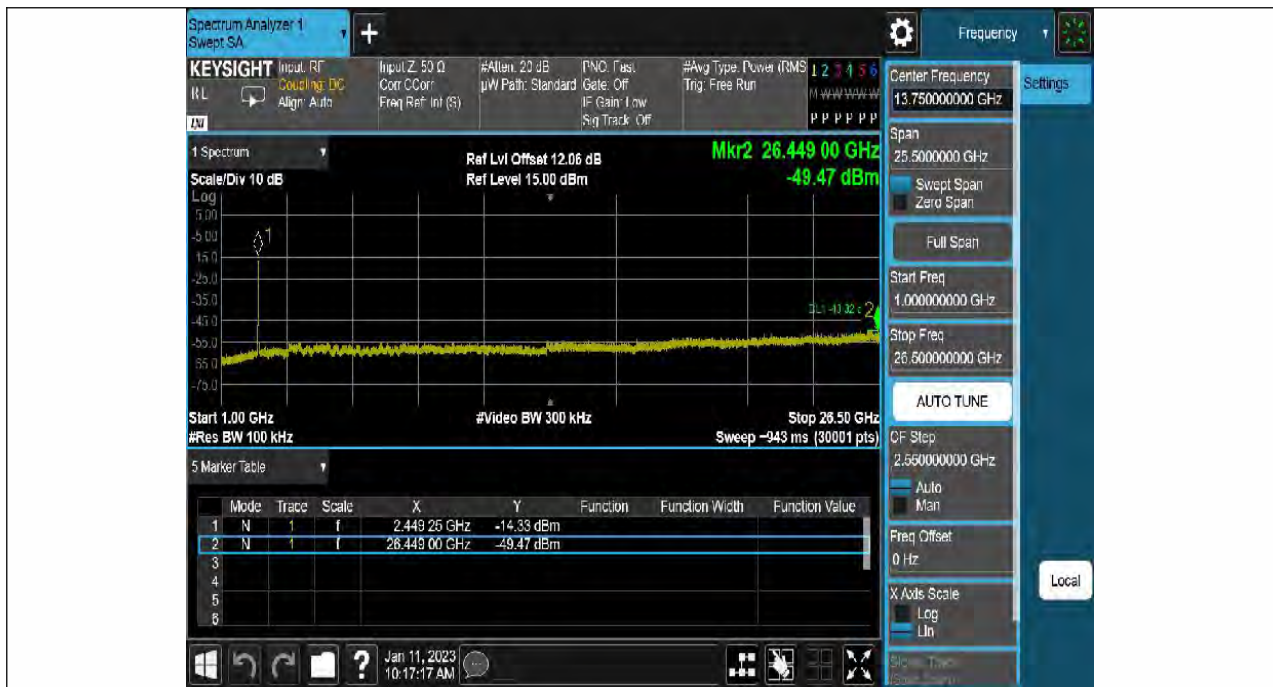 Spectrum Analyzer 1
Swept SA
+
Frequency
KEYSIGHT
RL
Input: RF
Coupling: DC
Align: Auto
Input Z: 50 Ω
Corr CCorr
Freq Ref: Int (S)
#Atten: 20 dB
µW Path: Standard
PNO: Fast
Gate: Off
IF Gain: Low
Sig Track: Off
#Avg Type: Power (RMS
Trig: Free Run
1 2 3 4 5 6
M W W W W W
P P P P P P
LXI
1 Spectrum
Scale/Div 10 dB
Ref Lvl Offset 12.06 dB
Ref Level 15.00 dBm
Mkr2 26.449 00 GHz
-49.47 dBm
Log
5.00
-5.00
-15.0
-25.0
-35.0
-45.0
-55.0
-65.0
-75.0
1
2
Start 1.00 GHz
#Video BW 300 kHz
Stop 26.50 GHz
#Res BW 100 kHz
Sweep ~943 ms (30001 pts)
5 Marker Table
Mode Trace Scale X Y Function Function Width Function Value
1 N 1 f 2.449 25 GHz -14.33 dBm
2 N 1 f 26.449 00 GHz -49.47 dBm
3
4
5
6
Jan 11, 2023
10:17:17 AM
Center Frequency
13.750000000 GHz
Settings
Span
25.5000000 GHz
Swept Span
Zero Span
Full Span
Start Freq
1.000000000 GHz
Stop Freq
26.500000000 GHz
AUTO TUNE
CF Step
2.550000000 GHz
Auto
Man
Freq Offset
0 Hz
X Axis Scale
Log
Lin
Local